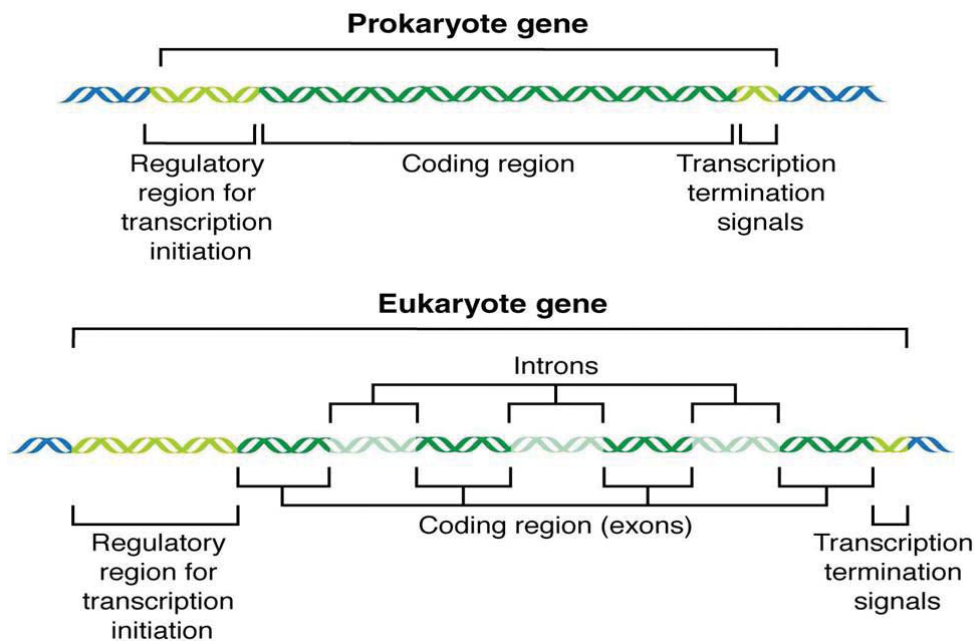 Prokaryote gene
Regulatory
region for
transcription
initiation
Coding region
Transcription
termination
signals
Eukaryote gene
Introns
Coding region (exons)
Regulatory
region for
transcription
initiation
Transcription
termination
signals